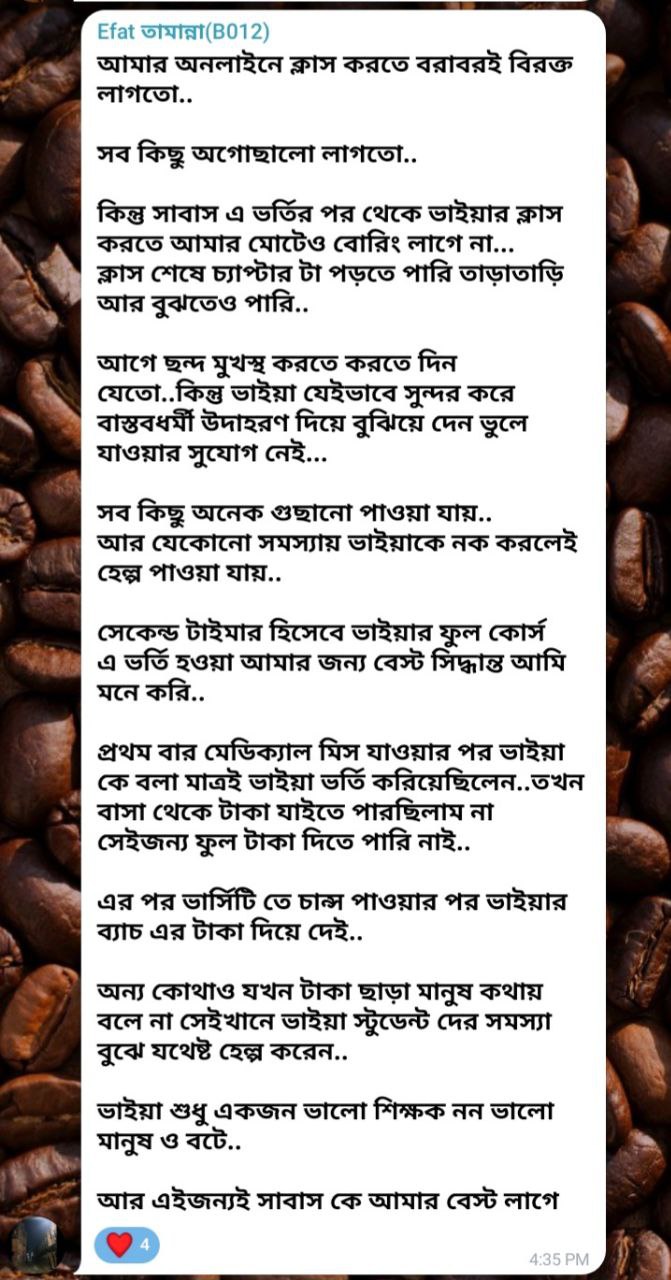 Efat তামান্না(B012)
আমার অনলাইনে ক্লাস করতে বরাবরই বিরক্ত
লাগতো..
সব কিছু অগোছালো লাগতো..
কিন্তু সাবাস এ ভর্তির পর থেকে ভাইয়ার ক্লাস
করতে আমার মোটেও বোরিং লাগে না...
ক্লাস শেষে চ্যাপ্টার টা পড়তে পারি তাড়াতাড়ি
আর বুঝতেও পারি..
আগে ছন্দ মুখস্থ করতে করতে দিন
যেতো..কিন্তু ভাইয়া যেইভাবে সুন্দর করে
বাস্তবধর্মী উদাহরণ দিয়ে বুঝিয়ে দেন ভুলে
যাওয়ার সুযোগ নেই...
সব কিছু অনেক গুছানো পাওয়া যায়..
আর যেকোনো সমস্যায় ভাইয়াকে নক করলেই
হেল্প পাওয়া যায়..
সেকেন্ড টাইমার হিসেবে ভাইয়ার ফুল কোর্স
এ ভর্তি হওয়া আমার জন্য বেস্ট সিদ্ধান্ত আমি
মনে করি..
প্রথম বার মেডিক্যাল মিস যাওয়ার পর ভাইয়া
কে বলা মাত্রই ভাইয়া ভর্তি করিয়েছিলেন..তখন
বাসা থেকে টাকা যাইতে পারছিলাম না
সেইজন্য ফুল টাকা দিতে পারি নাই..
এর পর ভার্সিটি তে চান্স পাওয়ার পর ভাইয়ার
ব্যাচ এর টাকা দিয়ে দেই..
অন্য কোথাও যখন টাকা ছাড়া মানুষ কথায়
বলে না সেইখানে ভাইয়া স্টুডেন্ট দের সমস্যা
বুঝে যথেষ্ট হেল্প করেন..
ভাইয়া শুধু একজন ভালো শিক্ষক নন ভালো
মানুষ ও বটে..
আর এইজন্যই সাবাস কে আমার বেস্ট লাগে
4
4:35 PM